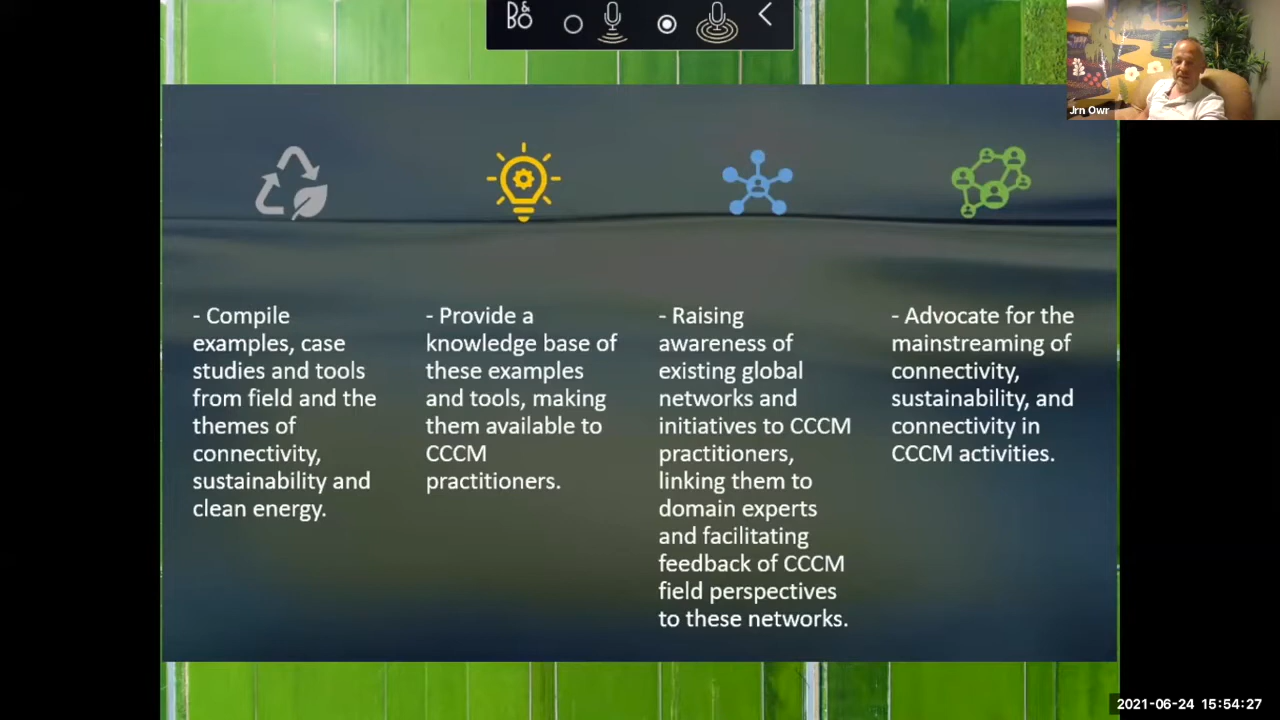 B&O
Jrn Owr
- Compile
examples, case
studies and tools
from field and the
themes of
connectivity,
sustainability and
clean energy.
- Provide a
knowledge base of
these examples
and tools, making
them available to
CCCM
practitioners.
- Raising
awareness of
existing global
networks and
initiatives to CCCM
practitioners,
linking them to
domain experts
and facilitating
feedback of CCCM
field perspectives
to these networks.
- Advocate for the
mainstreaming of
connectivity,
sustainability, and
connectivity in
CCCM activities.
2021-06-24 15:54:27